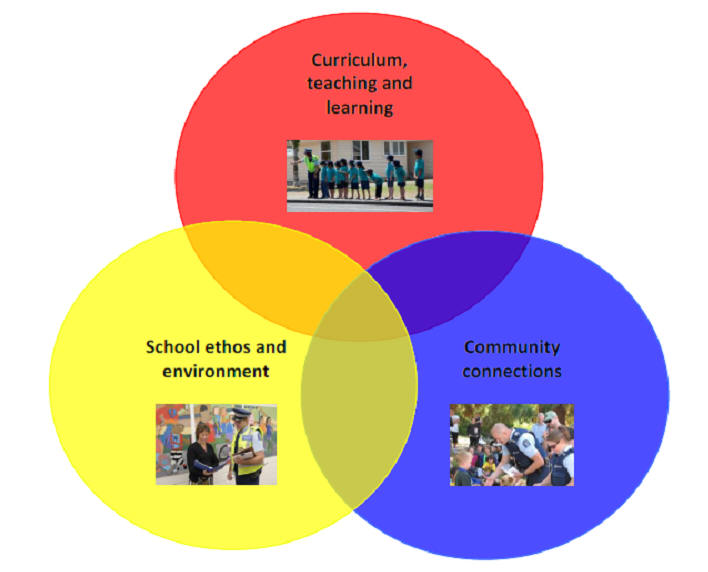 Curriculum,
teaching and
learning
School ethos and
environment
Community
connections